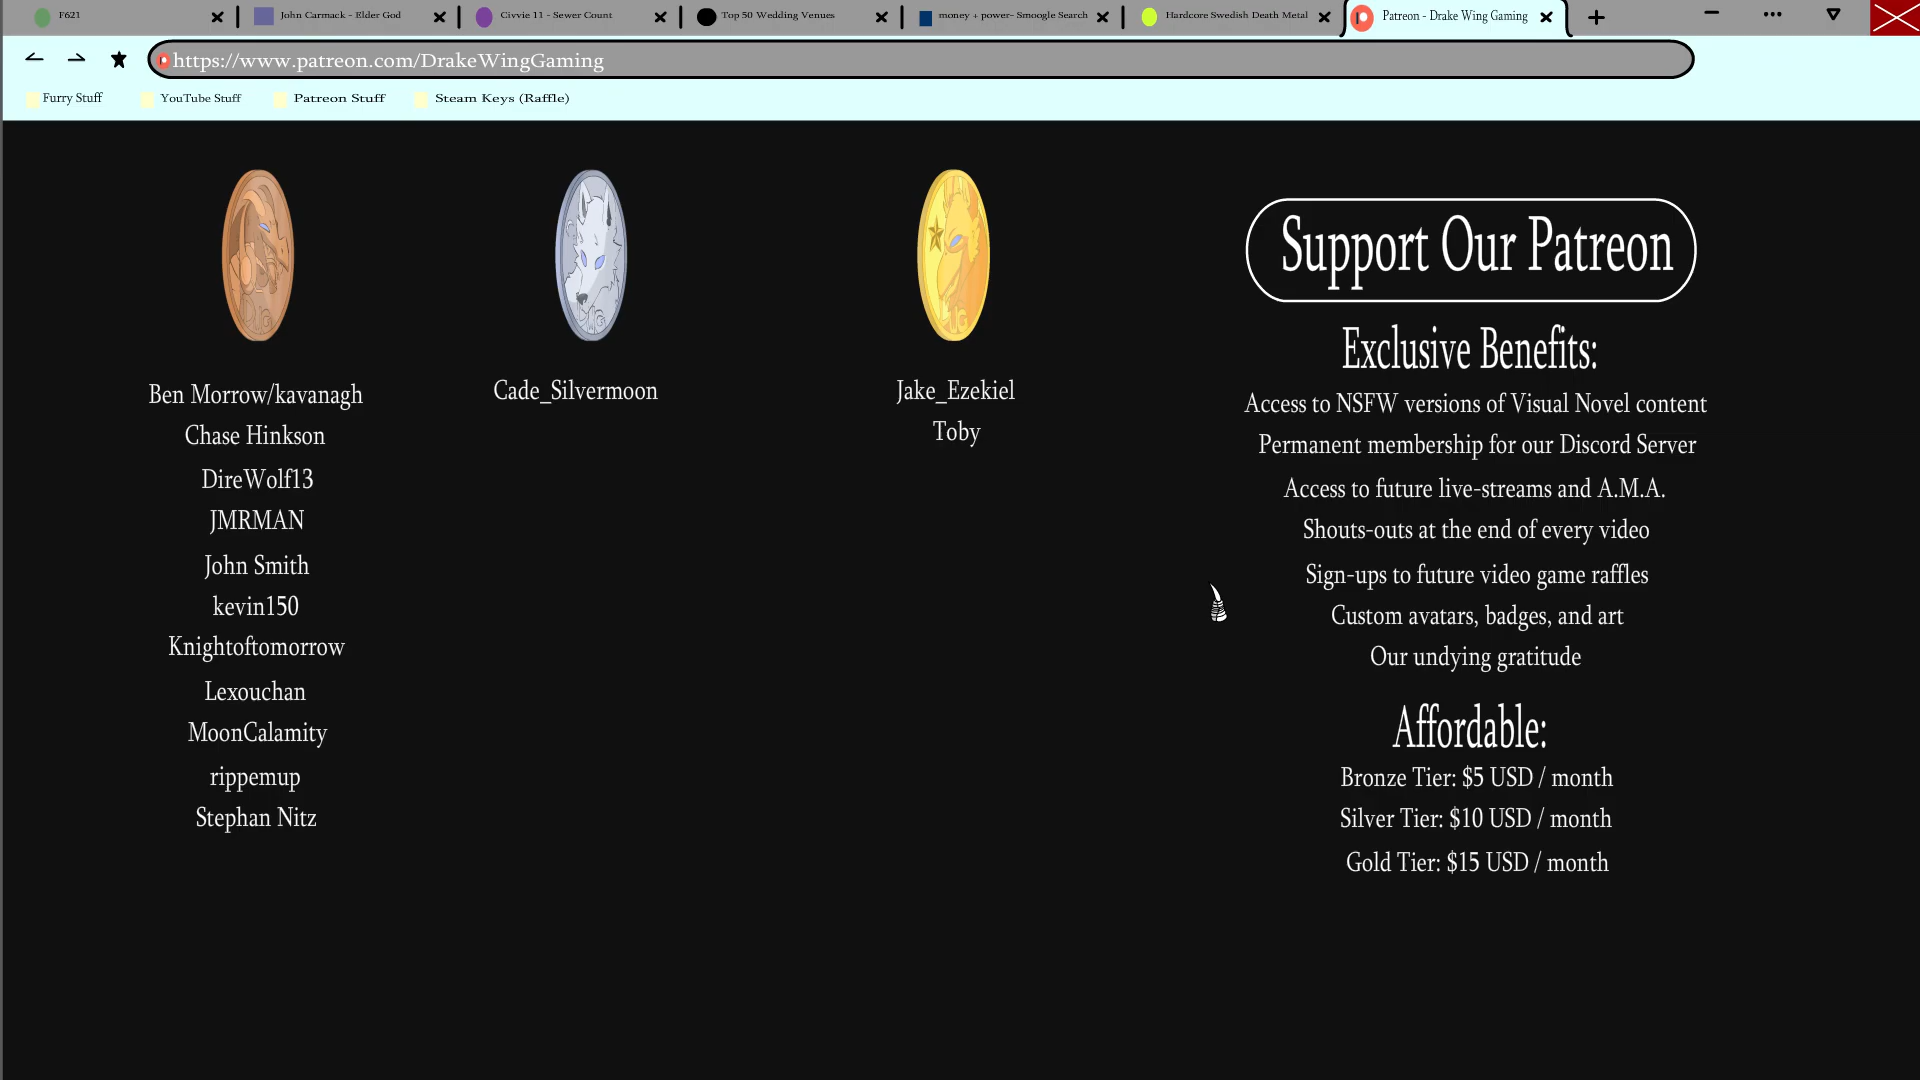 F621
John Carmack - Elder God
Civvie 11 - Sewer Count
Top 50 Wedding Venues
money + power- Smoogle Search
Hardcore Swedish Death Metal
Patreon - Drake Wing Gaming
https://www.patreon.com/DrakeWingGaming
Furry Stuff
YouTube Stuff
Patreon Stuff
Steam Keys (Raffle)
Ben Morrow/kavanagh
Chase Hinkson
DireWolf13
JMRMAN
John Smith
kevin150
Knightoftomorrow
Lexouchan
MoonCalamity
rippemup
Stephan Nitz
Cade_Silvermoon
Jake_Ezekiel
Toby
Support Our Patreon
Exclusive Benefits:
Access to NSFW versions of Visual Novel content
Permanent membership for our Discord Server
Access to future live-streams and A.M.A.
Shouts-outs at the end of every video
Sign-ups to future video game raffles
Custom avatars, badges, and art
Our undying gratitude
Affordable:
Bronze Tier: $5 USD / month
Silver Tier: $10 USD / month
Gold Tier: $15 USD / month